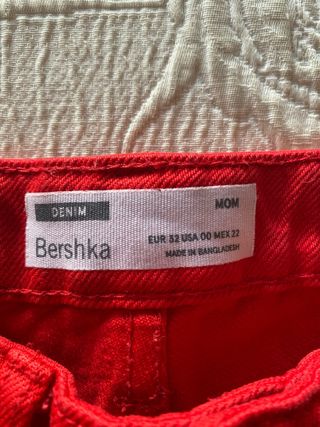 DENIM
MOM
Bershka
EUR 32 USA 00 MEX 22
MADE IN BANGLADESH